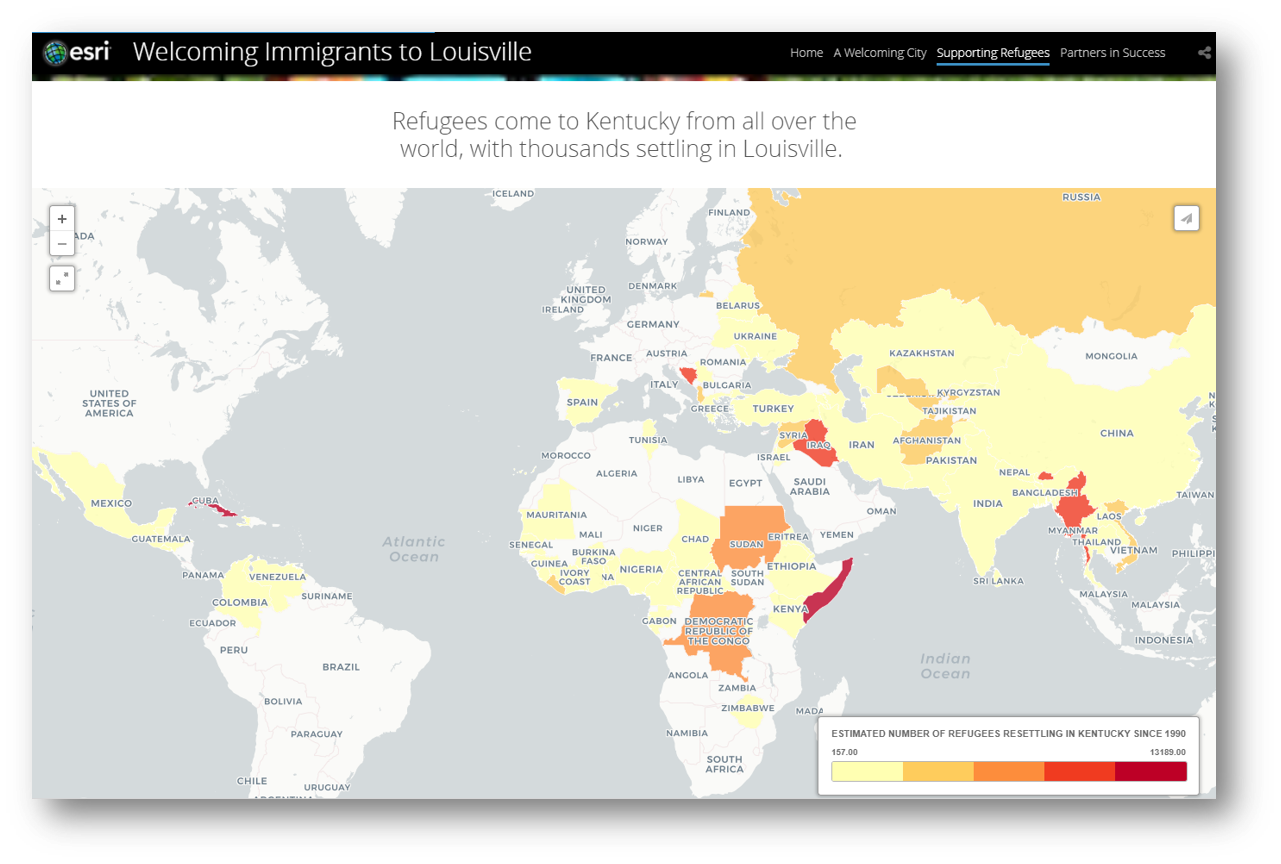 esri Welcoming Immigrants to Louisville
Home A Welcoming City Supporting Refugees Partners in Success
Refugees come to Kentucky from all over the
world, with thousands settling in Louisville.
ICELAND
RUSSIA
FINLAND
+
ADA
NORWAY
−
UNITED
KINGDOM
DENMARK
IRELAND
BELARUS
GERMANY
UKRAINE
FRANCE
AUSTRIA
ROMANIA
KAZAKHSTAN
MONGOLIA
ITALY
BULGARIA
UNITED
STATES OF
AMERICA
SPAIN
GREECE
TURKEY
KYRGYZSTAN
TAJIKISTAN
CHINA
TUNISIA
SYRIA
IRAQ
IRAN
AFGHANISTAN
MOROCCO
ISRAEL
PAKISTAN
ALGERIA
LIBYA
EGYPT
SAUDI
ARABIA
NEPAL
BANGLADESH
TAIWAN
MEXICO
CUBA
INDIA
OMAN
MAURITANIA
MALI
NIGER
CHAD
SUDAN
ERITREA
YEMEN
LAOS
MYANMAR
THAILAND
VIETNAM
PHILIPPI
GUATEMALA
Atlantic
Ocean
SENEGAL
BURKINA
FASO
GUINEA
IVORY
COAST
NA
NIGERIA
CENTRAL
AFRICAN
REPUBLIC
SOUTH
SUDAN
ETHIOPIA
SRI LANKA
PANAMA
VENEZUELA
COLOMBIA
SURINAME
MALAYSIA
MALAYSIA
ECUADOR
GABON
DEMOCRATIC
REPUBLIC OF
THE CONGO
KENYA
INDONESIA
PERU
BRAZIL
ANGOLA
Indian
Ocean
ZAMBIA
BOLIVIA
ZIMBABWE
MADA
PARAGUAY
NAMIBIA
SOUTH
AFRICA
CHILE
URUGUAY
ESTIMATED NUMBER OF REFUGEES RESETTLING IN KENTUCKY SINCE 1990
157.00 13189.00